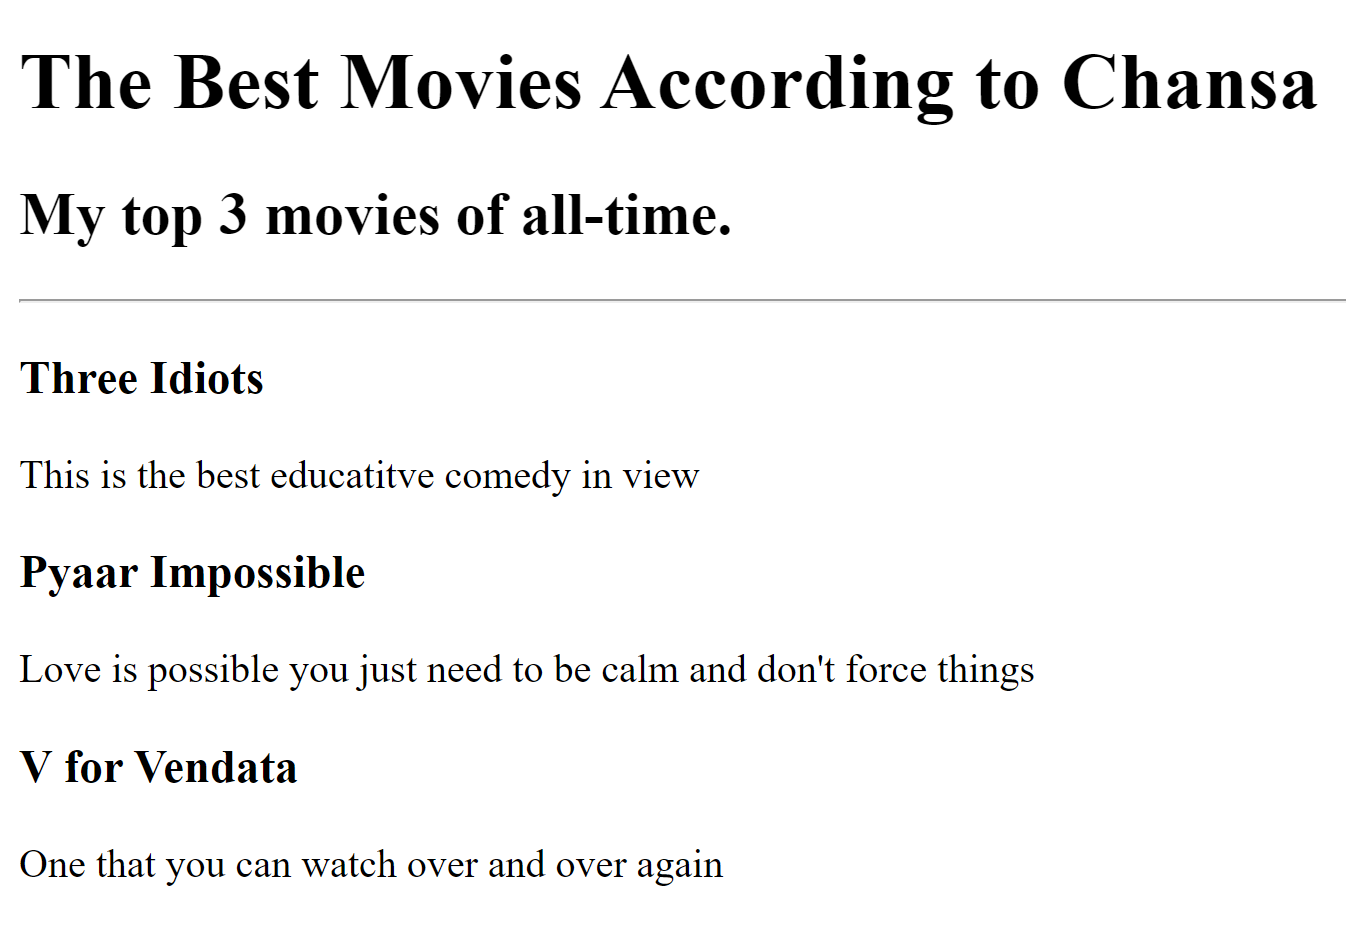 The Best Movies According to Chansa
My top 3 movies of all-time.
Three Idiots
This is the best educatitve comedy in view
Pyaar Impossible
Love is possible you just need to be calm and don't force things
V for Vendata
One that you can watch over and over again